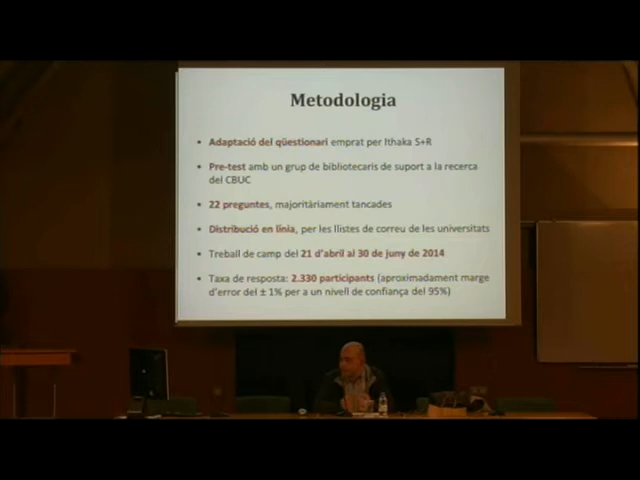 Metodologia
• Adaptació del qüestionari emprat per Ithaka S+R
• Pre-test amb un grup de bibliotecaris de suport a la recerca
del CBUC
• 22 preguntes, majoritàriament tancades
• Distribució en línia, per les llistes de correu de les universitats
• Treball de camp del 21 d'abril al 30 de juny de 2014
• Taxa de resposta: 2.330 participants (aproximadament marge
d'error del ± 1% per a un nivell de confiança del 95%)